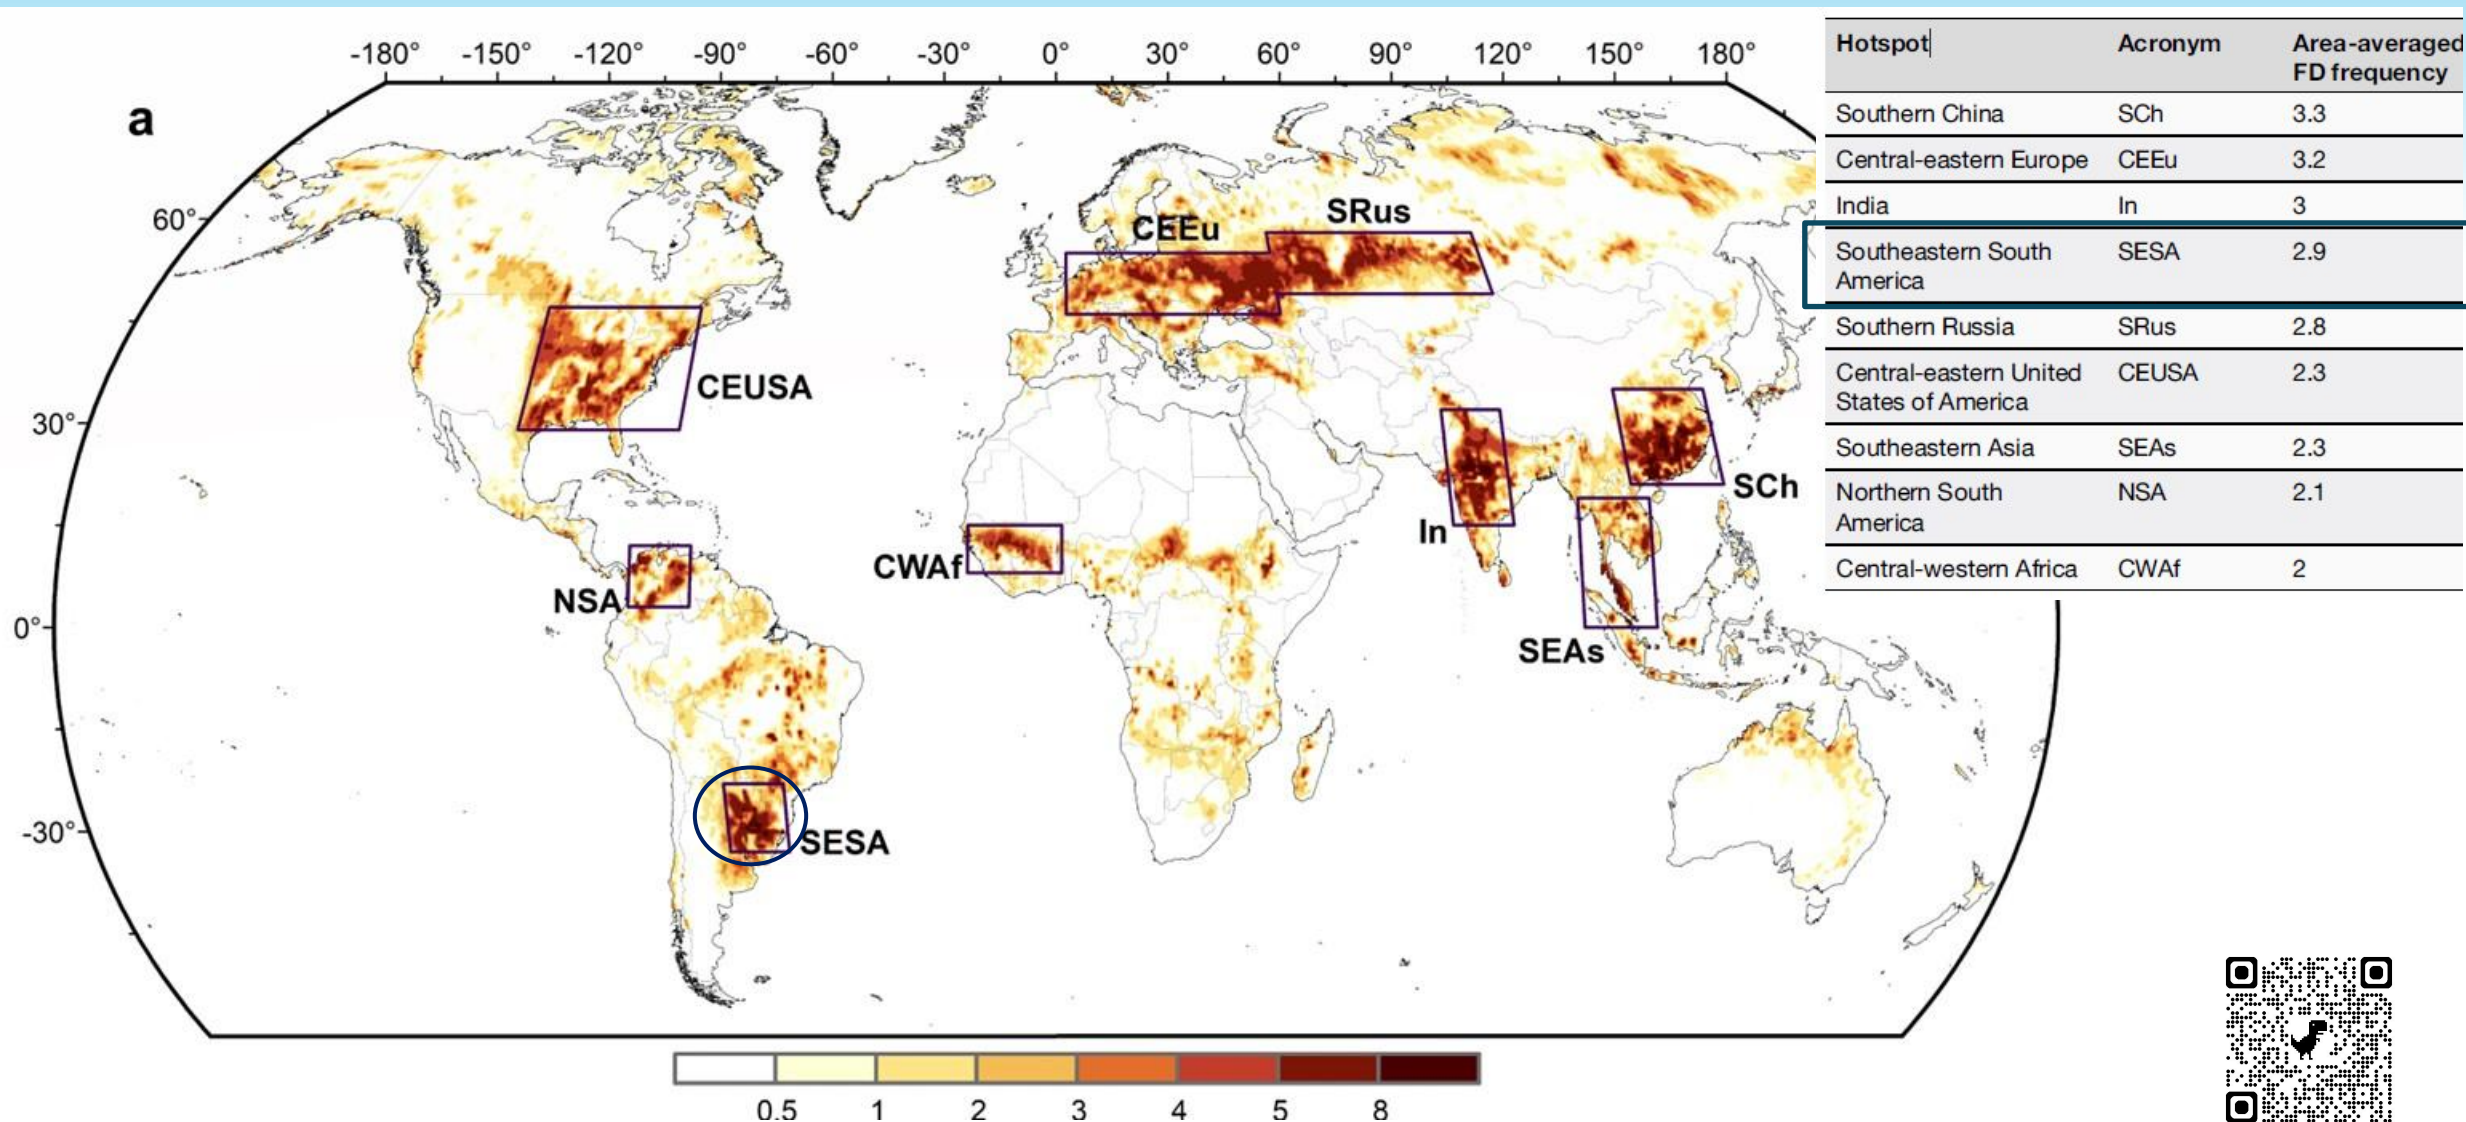 -180° -150° -120° -90° -60° -30° 0° 30° 60° 90° 120° 150° 180°
a
60°
30°
0°
-30°
CEEu
SRus
CEUSA
SCh
In
CWAf
NSA
SEAs
SESA
0.5 1 2 3 4 5 8
Hotspot Acronym Area-averaged
FD frequency
Southern China SCh 3.3
Central-eastern Europe CEEu 3.2
India In 3
Southeastern South SESA 2.9
America
Southern Russia SRus 2.8
Central-eastern United CEUSA 2.3
States of America
Southeastern Asia SEAs 2.3
Northern South NSA 2.1
America
Central-western Africa CWAf 2